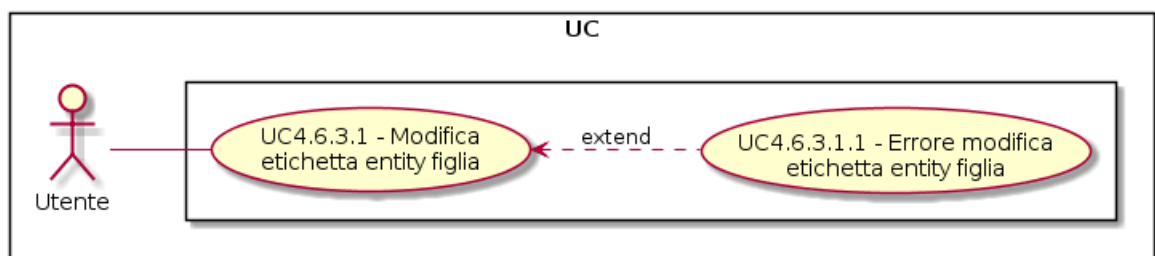 UC
UC4.6.3.1 - Modifica
etichetta entity figlia
extend
UC4.6.3.1.1 - Errore modifica
etichetta entity figlia
Utente